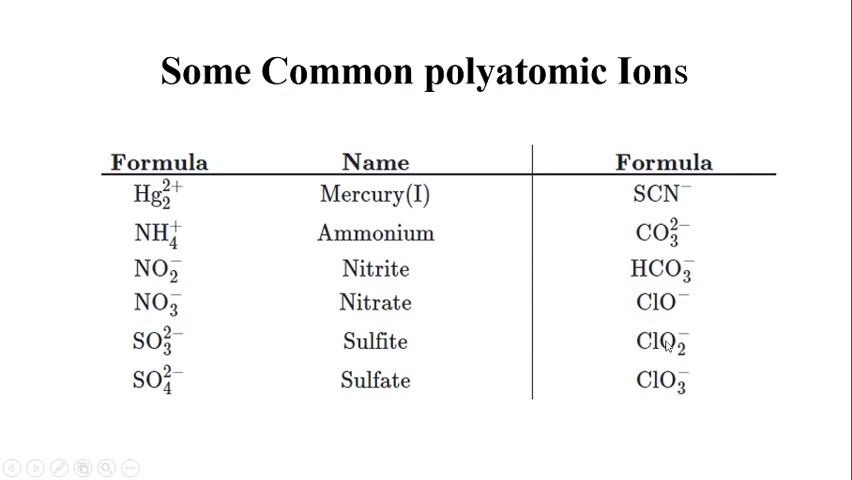 Some Common polyatomic Ions
Formula Name Formula
Hg₂²⁺ Mercury(I) SCN⁻
NH₄⁺ Ammonium CO₃²⁻
NO₂⁻ Nitrite HCO₃⁻
NO₃⁻ Nitrate ClO⁻
SO₃²⁻ Sulfite ClO₂⁻
SO₄²⁻ Sulfate ClO₃⁻